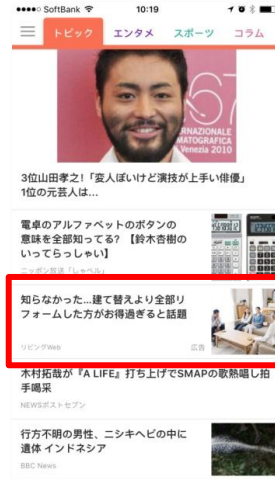 SoftBank 10:19
トピック エンタメ スポーツ コラム
67
RNAZIONALE
MATOGRAFICA
Venezia 2010
3位山田孝之!「変人ぽいけど演技が上手い俳優」
1位の元芸人は...
電卓のアルファベットのボタンの
意味を全部知ってる? 【鈴木杏樹の
いってらっしゃい】
ニッポン放送「しゃベル」
知らなかった...建て替えより全部リ
フォームした方がお得過ぎると話題
リビングWeb 広告
木村拓哉が『A LIFE』打ち上げでSMAPの歌熱唱し拍
手喝采
NEWSポストセブン
行方不明の男性、ニシキヘビの中に
遺体 インドネシア
BBC News